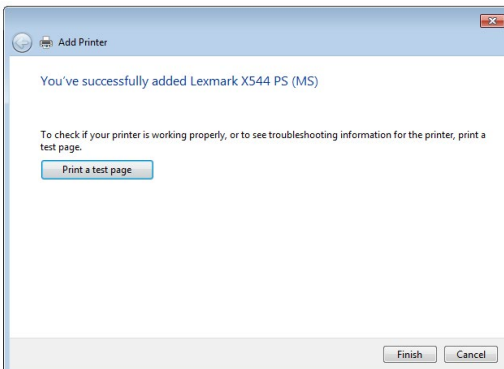 Add Printer
You've successfully added Lexmark X544 PS (MS)
To check if your printer is working properly, or to see troubleshooting information for the printer, print a
test page.
Print a test page
Finish Cancel